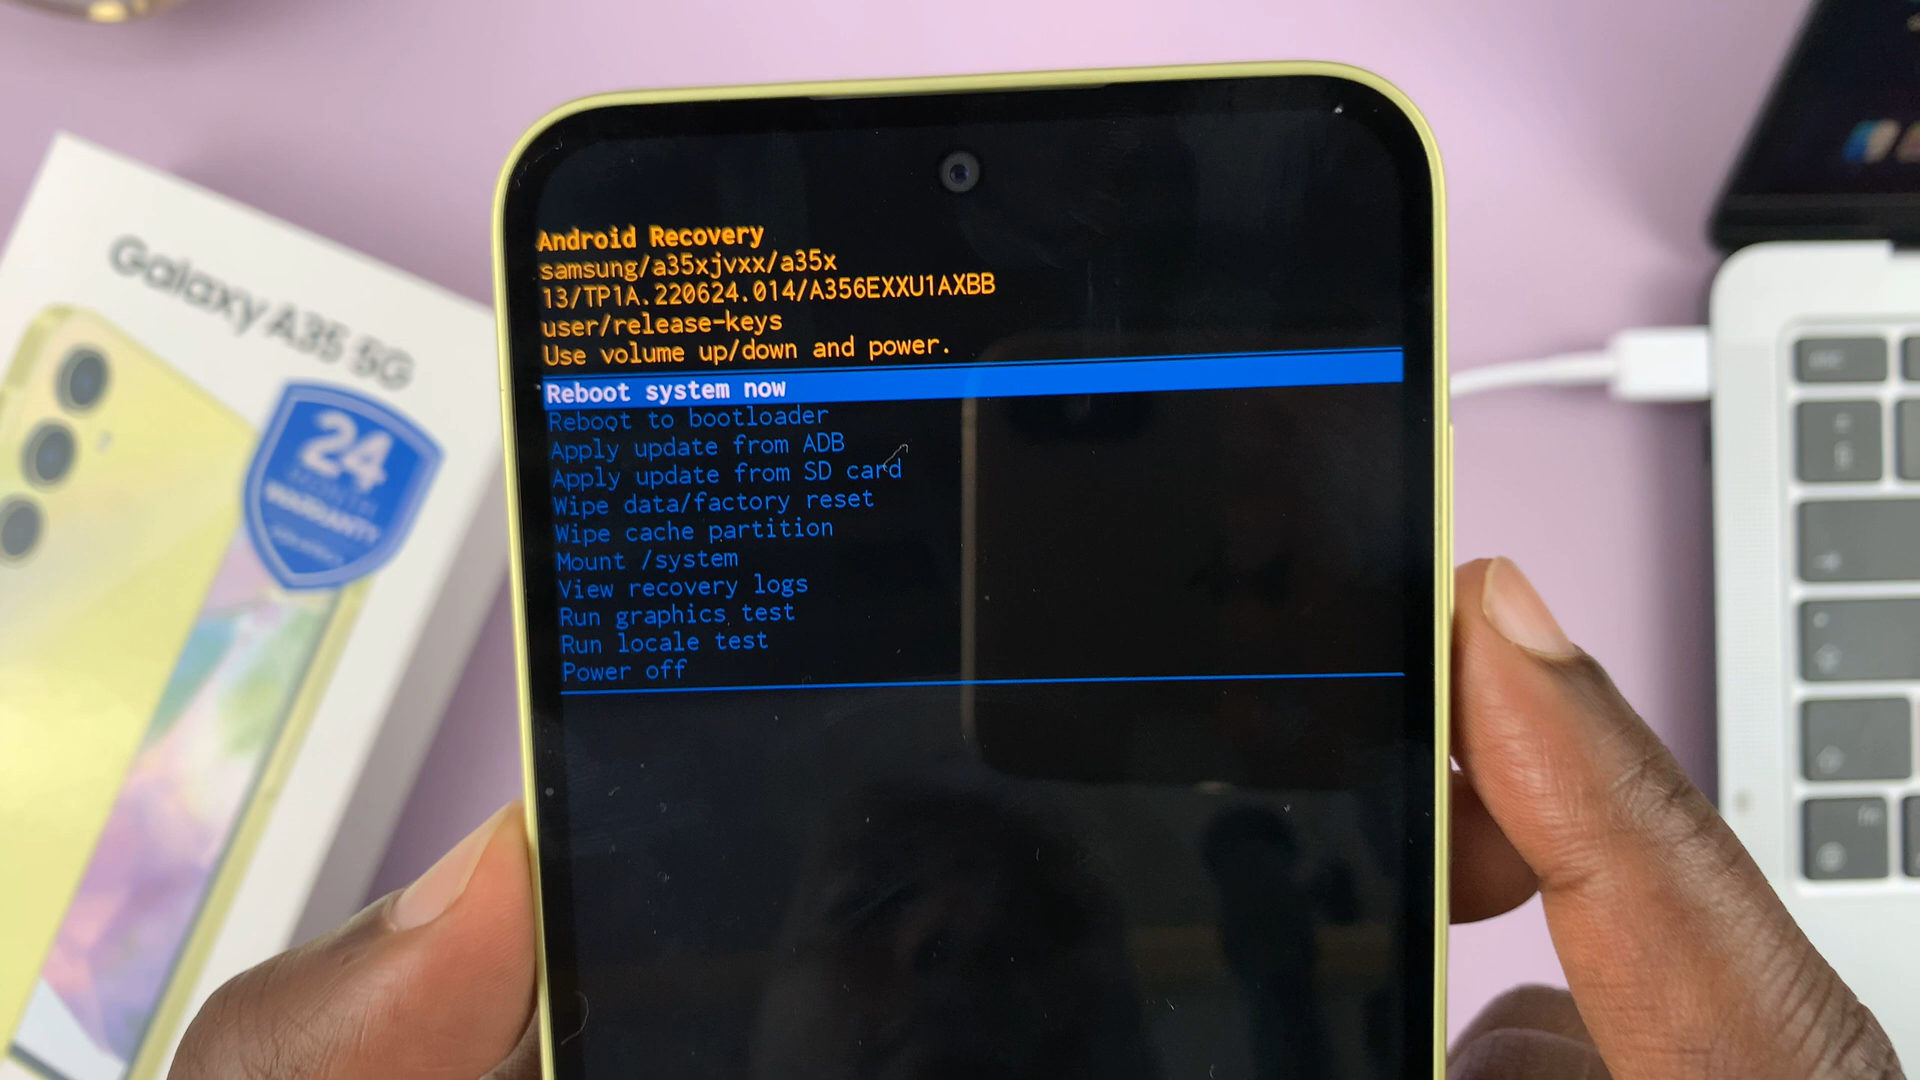 Galaxy A35 5G
24
MONTH
WARRANTY
Android Recovery
samsung/a35xjvxx/a35x
13/TP1A.220624.014/A356EXXU1AXBB
user/release-keys
Use volume up/down and power.
Reboot system now
Reboot to bootloader
Apply update from ADB
Apply update from SD card
Wipe data/factory reset
Wipe cache partition
Mount /system
View recovery logs
Run graphics test
Run locale test
Power off